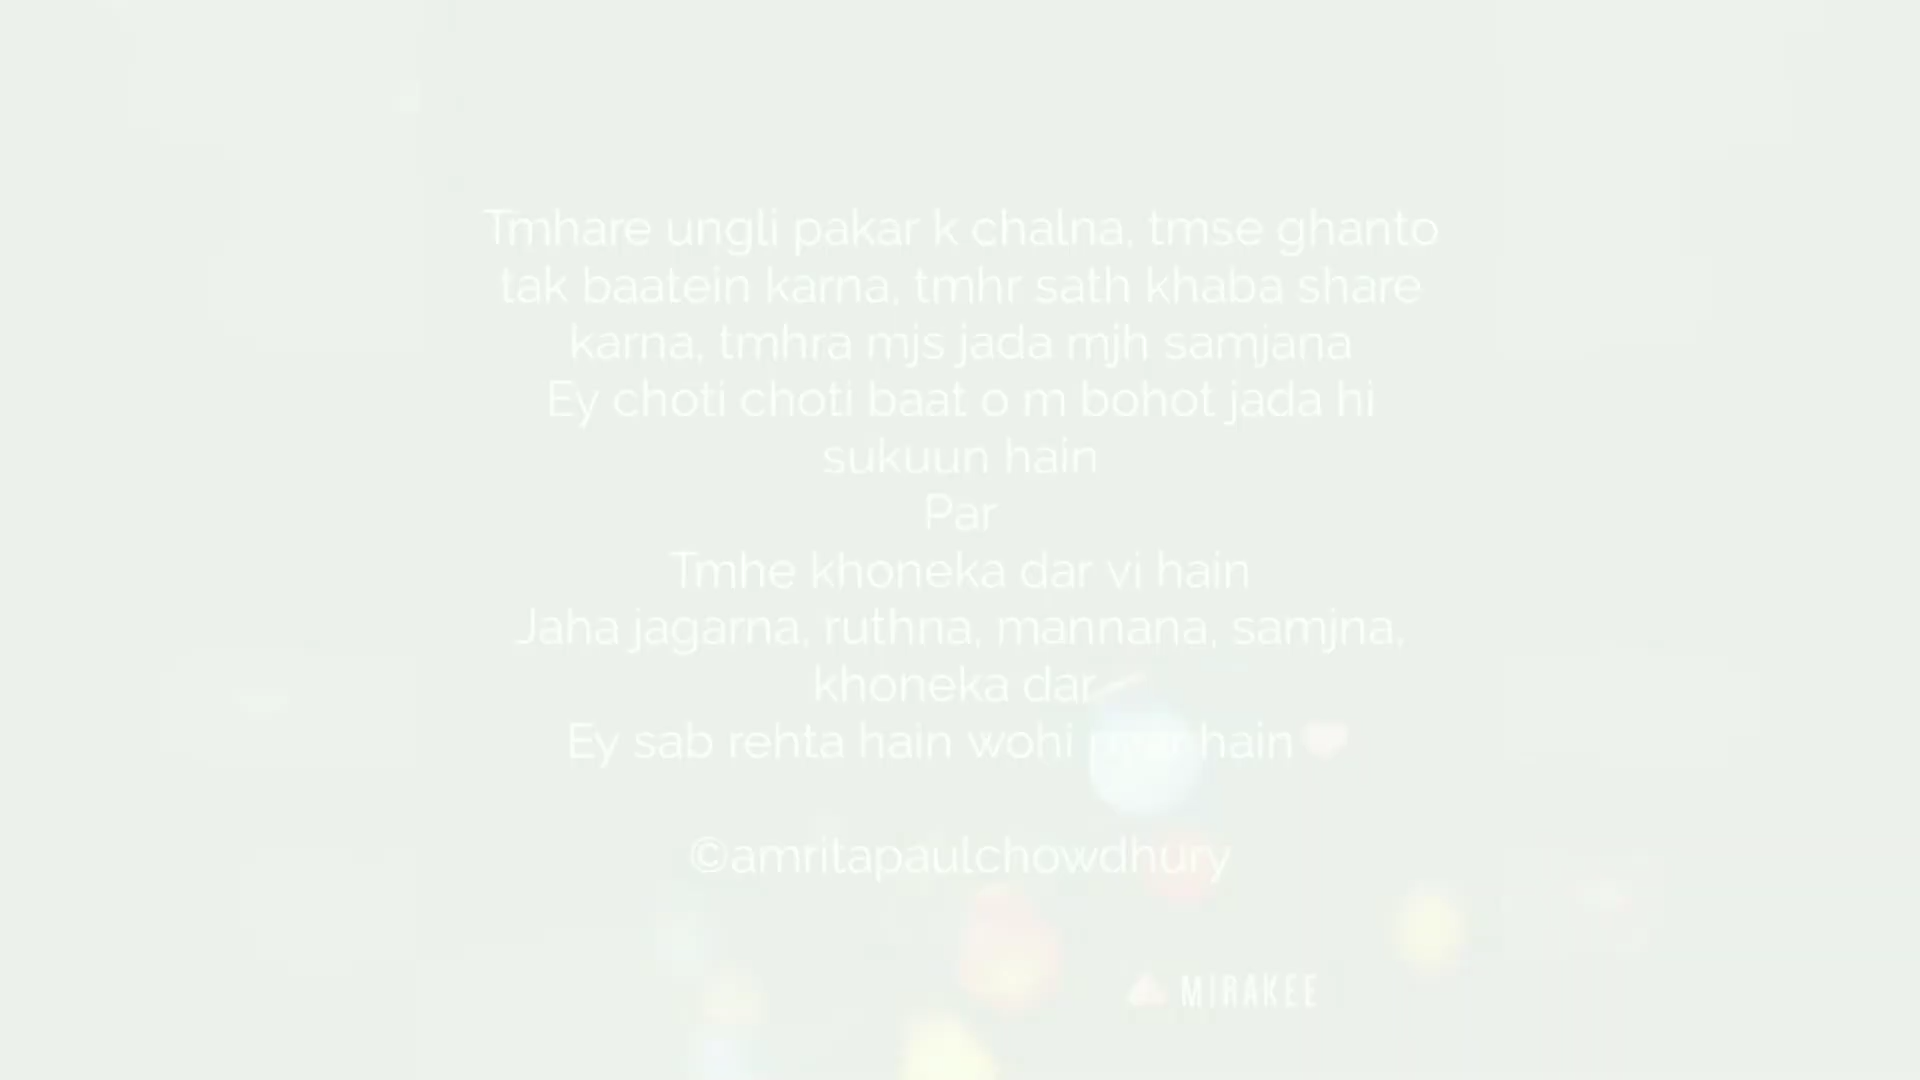 Tmhare ungli pakar k chalna, tmse ghanto
tak baatein karna, tmhr sath khaba share
karna, tmhra mjs jada mjh samjana
Ey choti choti baat o m bohot jada hi
sukuun hain
Par
Tmhe khoneka dar vi hain
Jaha jagarna, ruthna, mannana, samjna,
khoneka dar
Ey sab rehta hain wohi hain
©amritapaulchowdhury
MIRAKEE